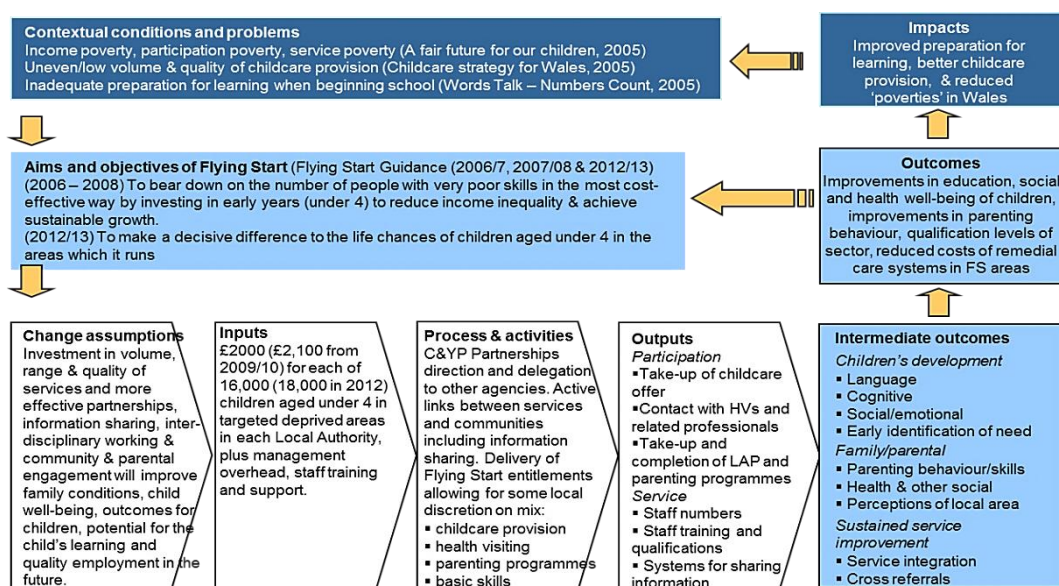 Contextual conditions and problems
Income poverty, participation poverty, service poverty (A fair future for our children, 2005)
Uneven/low volume & quality of childcare provision (Childcare strategy for Wales, 2005)
Inadequate preparation for learning when beginning school (Words Talk – Numbers Count, 2005)
Impacts
Improved preparation for
learning, better childcare
provision, & reduced
'poverties' in Wales
Aims and objectives of Flying Start (Flying Start Guidance (2006/7, 2007/08 & 2012/13)
(2006 – 2008) To bear down on the number of people with very poor skills in the most cost-
effective way by investing in early years (under 4) to reduce income inequality & achieve
sustainable growth.
(2012/13) To make a decisive difference to the life chances of children aged under 4 in the
areas which it runs
Outcomes
Improvements in education, social
and health well-being of children,
improvements in parenting
behaviour, qualification levels of
sector, reduced costs of remedial
care systems in FS areas
Change assumptions
Investment in volume,
range & quality of
services and more
effective partnerships,
information sharing, inter-
disciplinary working &
community & parental
engagement will improve
family conditions, child
well-being, outcomes for
children, potential for the
child's learning and
quality employment in the
future.
Inputs
£2000 (£2,100 from
2009/10) for each of
16,000 (18,000 in 2012)
children aged under 4 in
targeted deprived areas
in each Local Authority,
plus management
overhead, staff training
and support.
Process & activities
C&YP Partnerships
direction and delegation
to other agencies. Active
links between services
and communities
including information
sharing. Delivery of
Flying Start entitlements
allowing for some local
discretion on mix:
▪ childcare provision
▪ health visiting
▪ parenting programmes
▪ basic skills
Outputs
Participation
▪Take-up of childcare
offer
▪Contact with HVs and
related professionals
▪Take-up and
completion of LAP and
parenting programmes
Service
▪ Staff numbers
▪ Staff training and
qualifications
▪ Systems for sharing
information
Intermediate outcomes
Children's development
▪ Language
▪ Cognitive
▪ Social/emotional
▪ Early identification of need
Family/parental
▪ Parenting behaviour/skills
▪ Health & other social
▪ Perceptions of local area
Sustained service
improvement
▪ Service integration
▪ Cross referrals